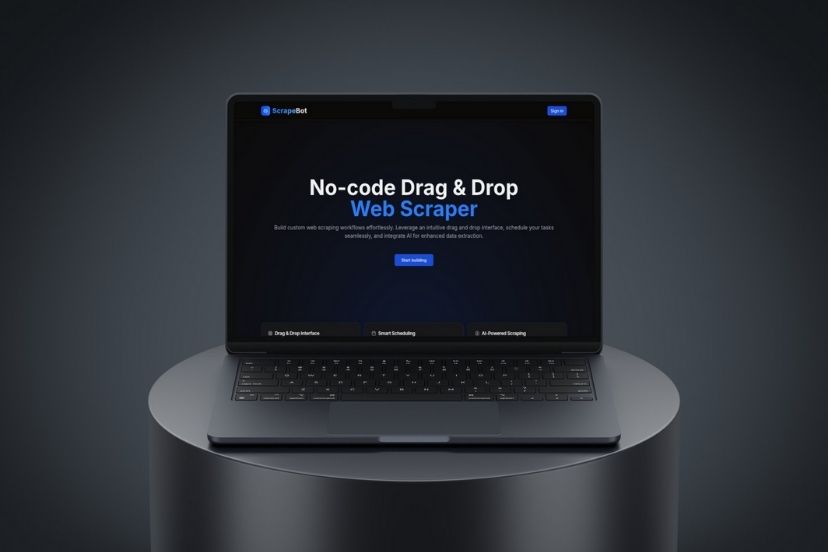 ScrapeBot
Sign in
No-code Drag & Drop
Web Scraper
Build custom web scraping workflows effortlessly. Leverage an intuitive drag and drop interface, schedule your tasks
seamlessly, and integrate AI for enhanced data extraction.
Start building
Drag & Drop Interface
Smart Scheduling
AI-Powered Scraping